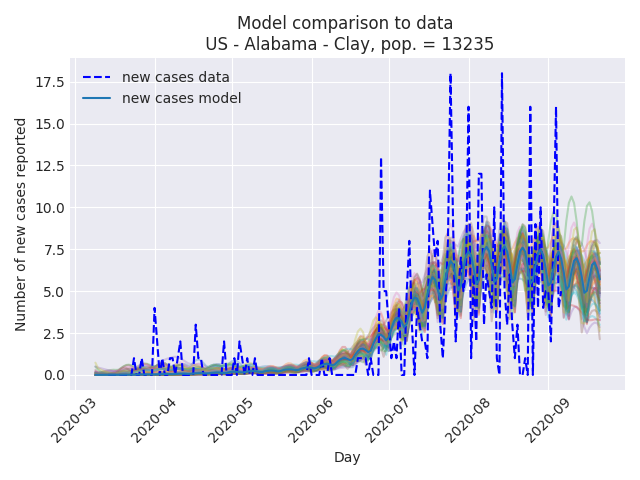 Model comparison to data
US - Alabama - Clay, pop. = 13235
new cases data
new cases model
Number of new cases reported
17.5
15.0
12.5
10.0
7.5
5.0
2.5
0.0
2020-03
2020-04
2020-05
2020-06
2020-07
2020-08
2020-09
Day